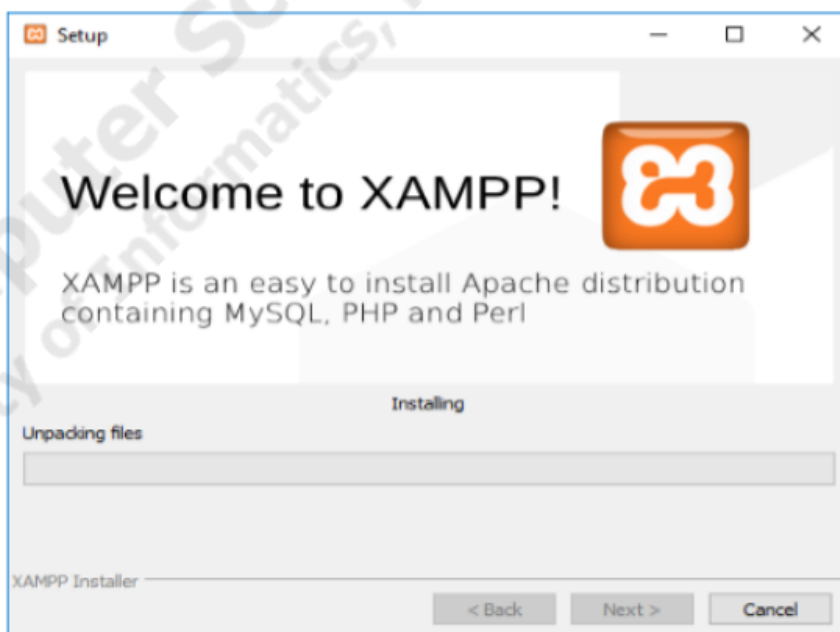 Setup
Welcome to XAMPP!
XAMPP is an easy to install Apache distribution
containing MySQL, PHP and Perl
Installing
Unpacking files
XAMPP Installer
< Back
Next >
Cancel